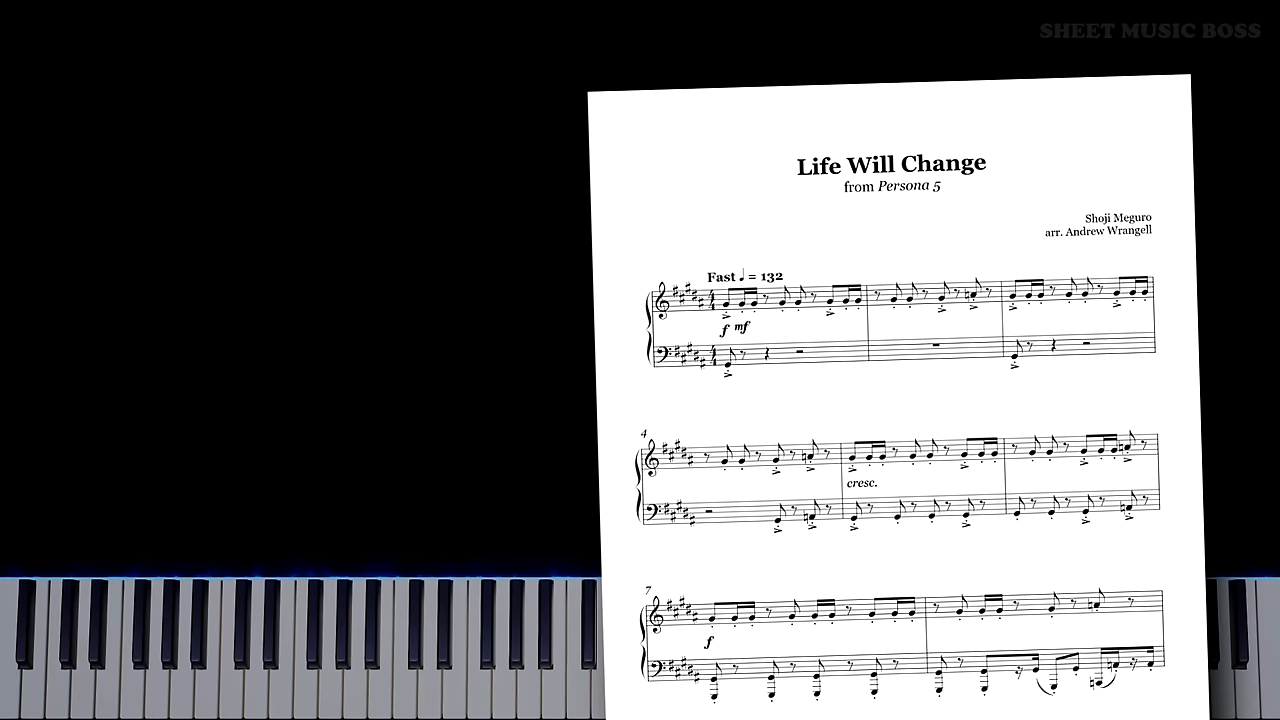 SHEET MUSIC BOSS
Life Will Change
from Persona 5
Shoji Meguro
arr. Andrew Wrangell
Fast ♩ = 132
f mf
4
cresc.
7
f